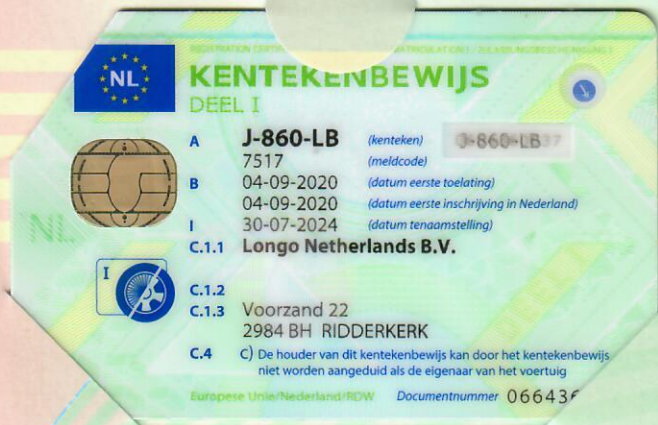 NL
KENTEKENBEWIJS
DEEL I
A J-860-LB (kenteken) J-860-LB
7517 (meldcode)
B 04-09-2020 (datum eerste toelating)
04-09-2020 (datum eerste inschrijving in Nederland)
I 30-07-2024 (datum tenaamstelling)
C.1.1 Longo Netherlands B.V.
NL
I
C.1.2
C.1.3 Voorzand 22
2984 BH RIDDERKERK
C.4 C) De houder van dit kentekenbewijs kan door het kentekenbewijs
niet worden aangeduid als de eigenaar van het voertuig
Europese Unie/Nederland/RDW Documentnummer 066436